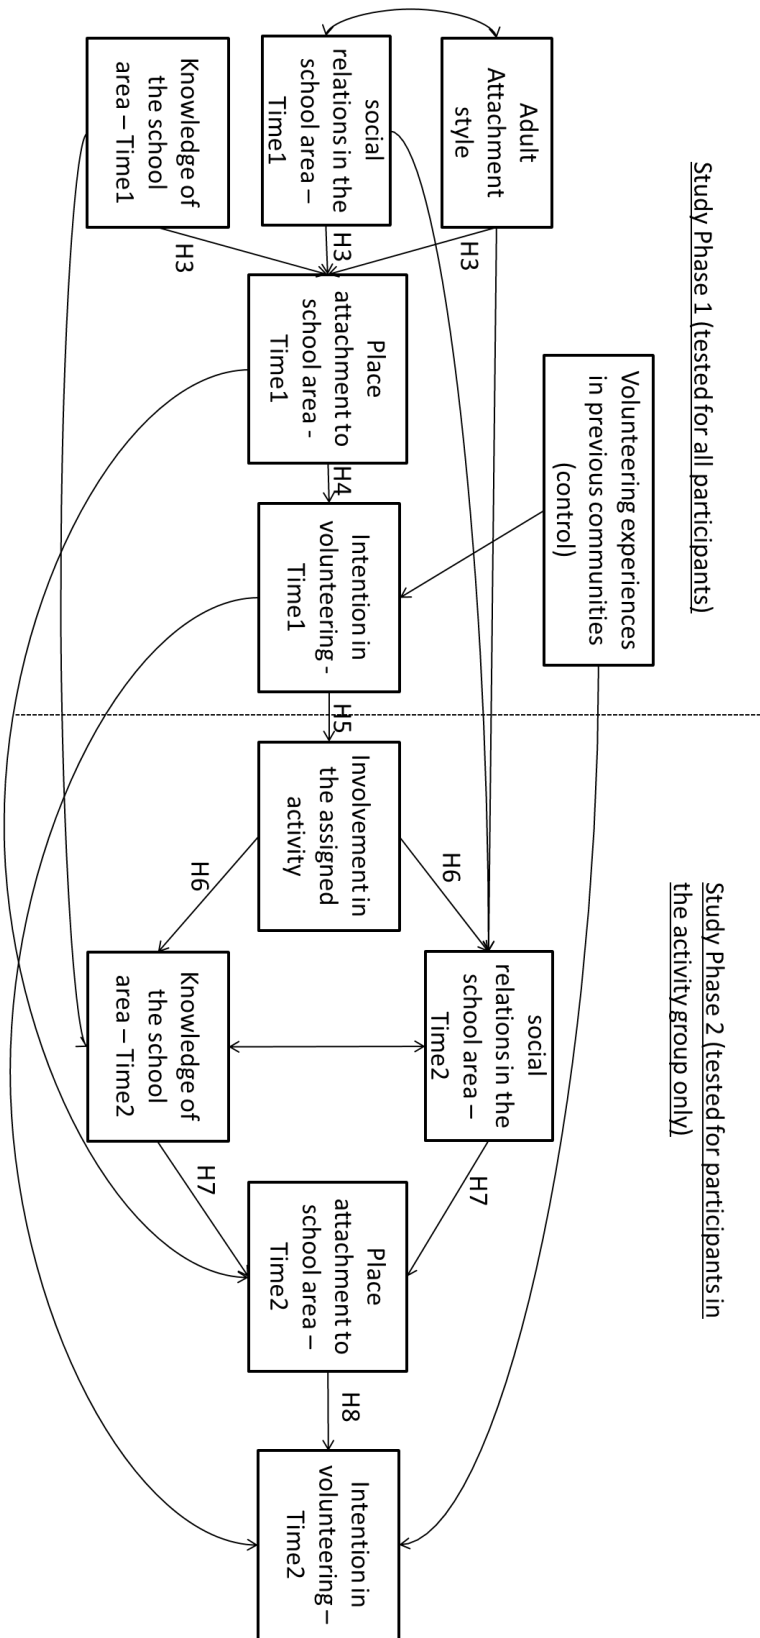 Study Phase 1 (tested for all participants)
Study Phase 2 (tested for participants in
the activity group only)
Volunteering experiences
in previous communities
(control)
Adult
Attachment
style
H3
social
relations in the
school area –
Time1
H3
Knowledge of
the school
area – Time1
H3
Place
attachment to
school area -
Time1
H4
Intention in
volunteering -
Time1
H5
Involvement in
the assigned
activity
H6
H6
social
relations in the
school area –
Time2
Knowledge of
the school
area – Time2
H7
H7
Place
attachment to
school area –
Time2
H8
Intention in
volunteering –
Time2